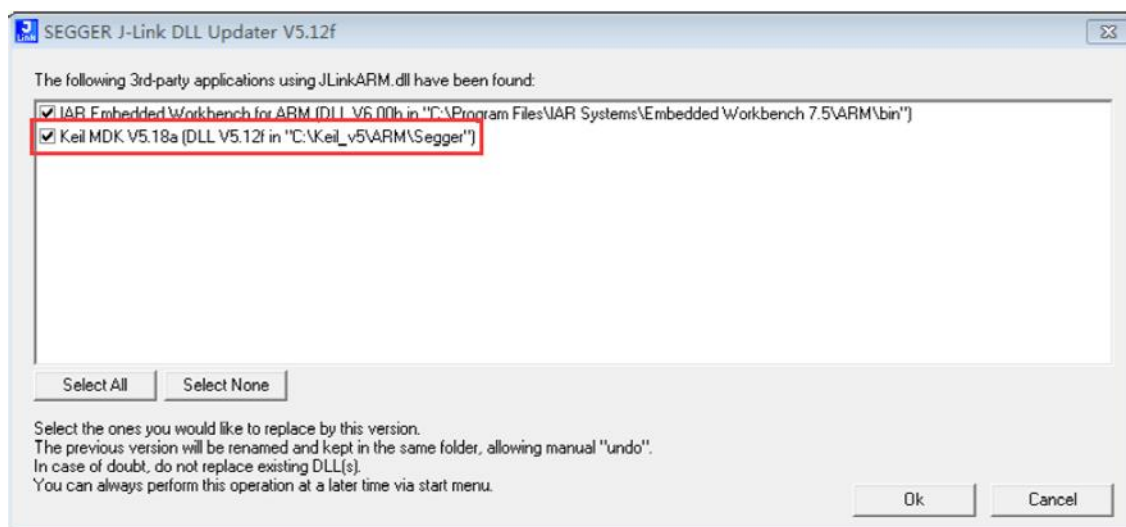 SEGGER J-Link DLL Updater V5.12f
The following 3rd-party applications using JLinkARM.dll have been found:
IAR Embedded Workbench for ARM (DLL V6.00h in "C:\Program Files\IAR Systems\Embedded Workbench 7.5\ARM\bin")
Keil MDK V5.18a (DLL V5.12f in "C:\Keil_v5\ARM\Segger")
Select All Select None
Select the ones you would like to replace by this version.
The previous version will be renamed and kept in the same folder, allowing manual "undo".
In case of doubt, do not replace existing DLL(s).
You can always perform this operation at a later time via start menu.
Ok Cancel